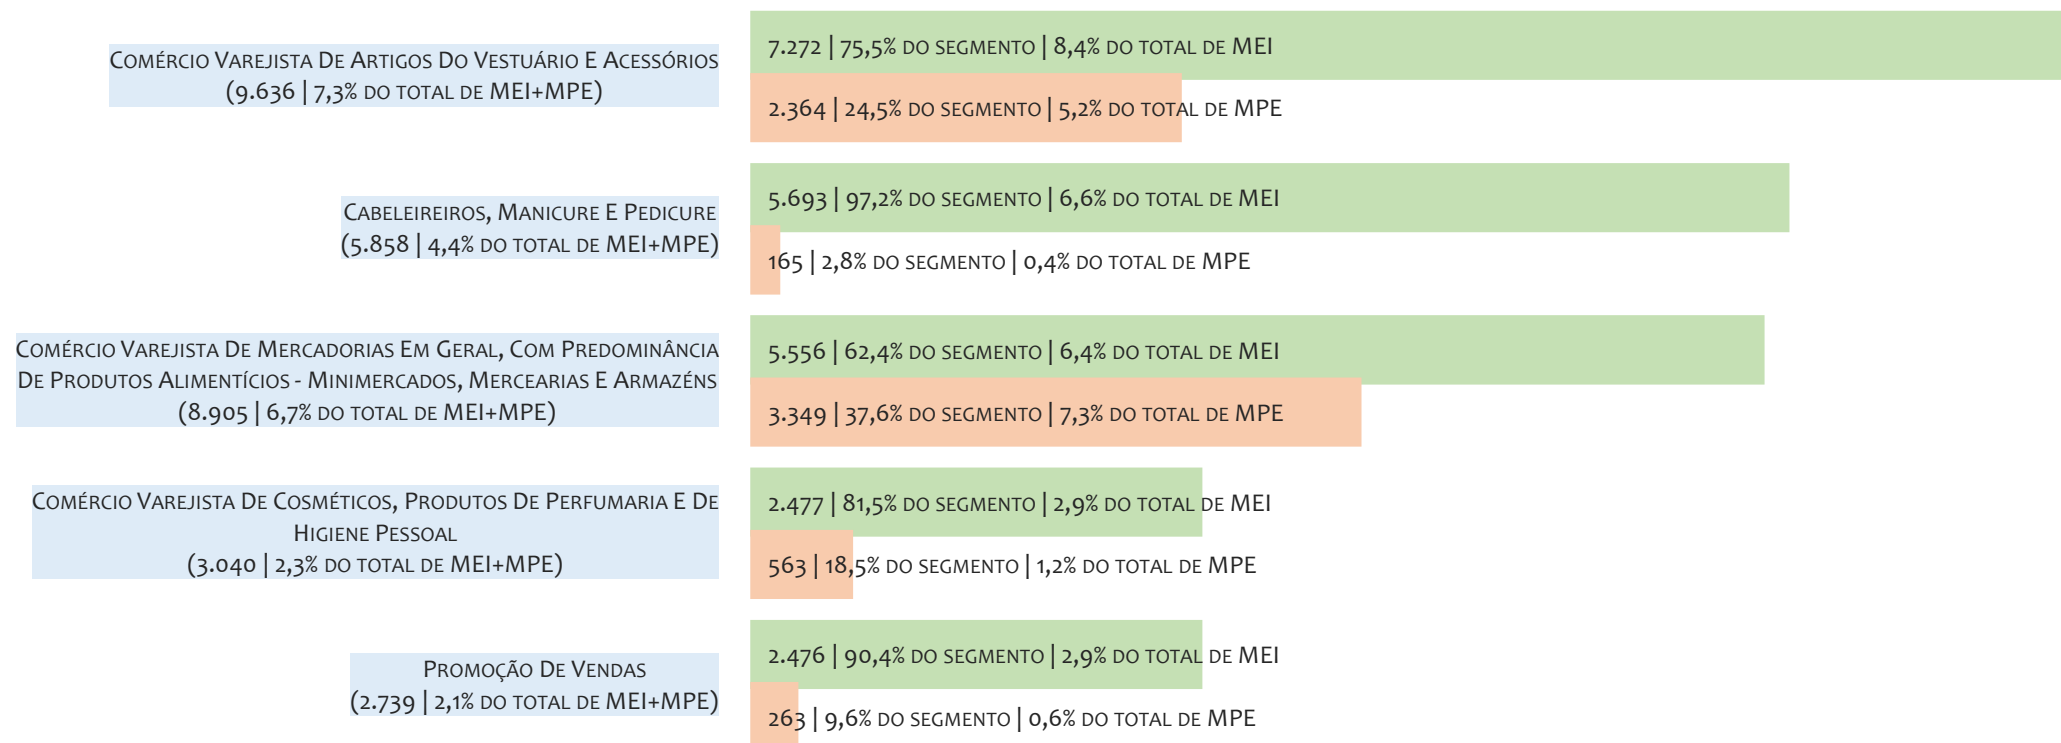 Comércio Varejista De Artigos Do Vestuário E Acessórios
(9.636 | 7,3% do total de MEI+MPE)
7.272 | 75,5% do segmento | 8,4% do total de MEI
2.364 | 24,5% do segmento | 5,2% do total de MPE
Cabeleireiros, Manicure E Pedicure
(5.858 | 4,4% do total de MEI+MPE)
5.693 | 97,2% do segmento | 6,6% do total de MEI
165 | 2,8% do segmento | 0,4% do total de MPE
Comércio Varejista De Mercadorias Em Geral, Com Predominância
De Produtos Alimentícios - Minimercados, Mercearias E Armazéns
(8.905 | 6,7% do total de MEI+MPE)
5.556 | 62,4% do segmento | 6,4% do total de MEI
3.349 | 37,6% do segmento | 7,3% do total de MPE
Comércio Varejista De Cosméticos, Produtos De Perfumaria E De
Higiene Pessoal
(3.040 | 2,3% do total de MEI+MPE)
2.477 | 81,5% do segmento | 2,9% do total de MEI
563 | 18,5% do segmento | 1,2% do total de MPE
Promoção De Vendas
(2.739 | 2,1% do total de MEI+MPE)
2.476 | 90,4% do segmento | 2,9% do total de MEI
263 | 9,6% do segmento | 0,6% do total de MPE